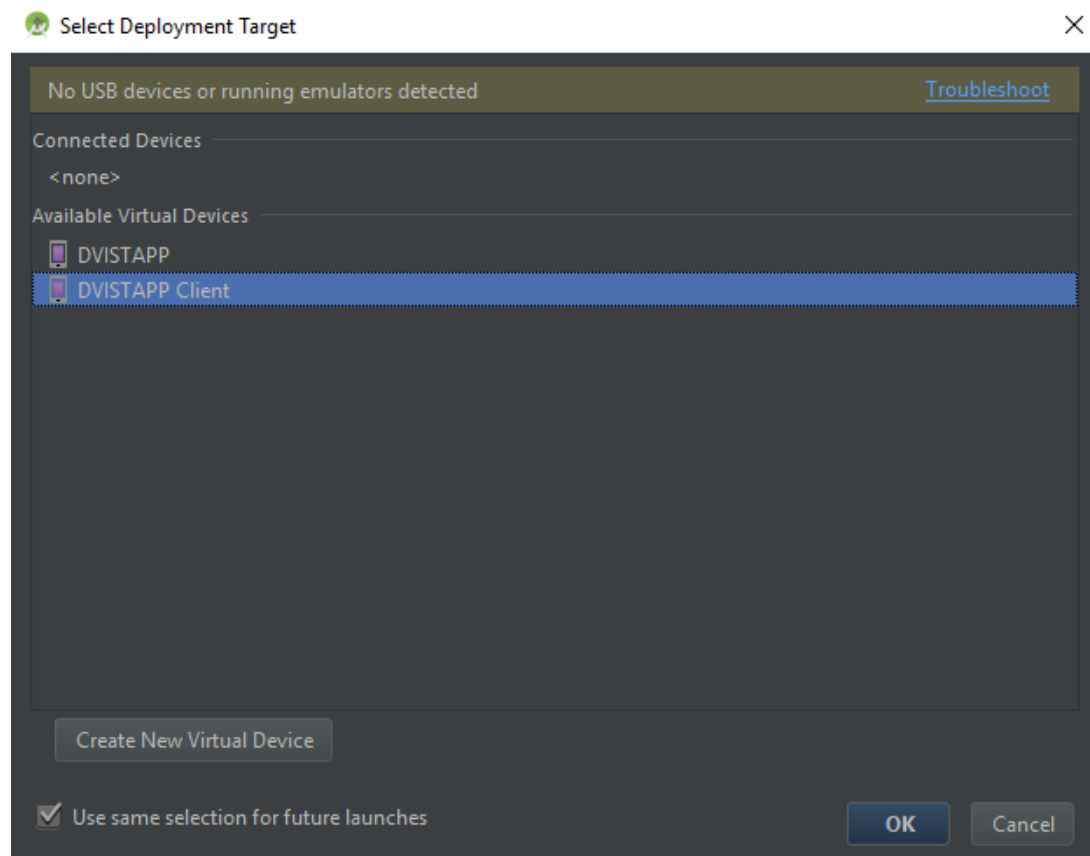 Select Deployment Target
No USB devices or running emulators detected Troubleshoot
Connected Devices
<none>
Available Virtual Devices
DVISTAPP
DVISTAPP Client
Create New Virtual Device
Use same selection for future launches
OK Cancel